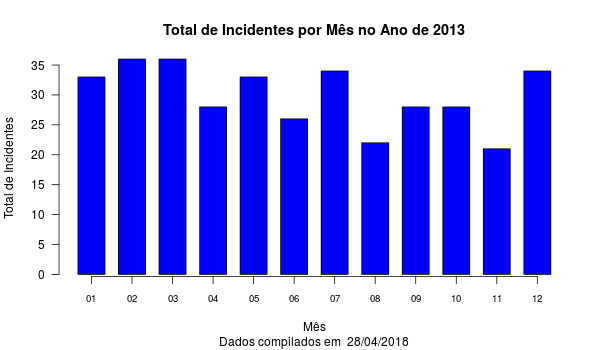 Total de Incidentes por Mês no Ano de 2013
Total de Incidentes
35
30
25
20
15
10
5
0
01 02 03 04 05 06 07 08 09 10 11 12
Mês
Dados compilados em 28/04/2018